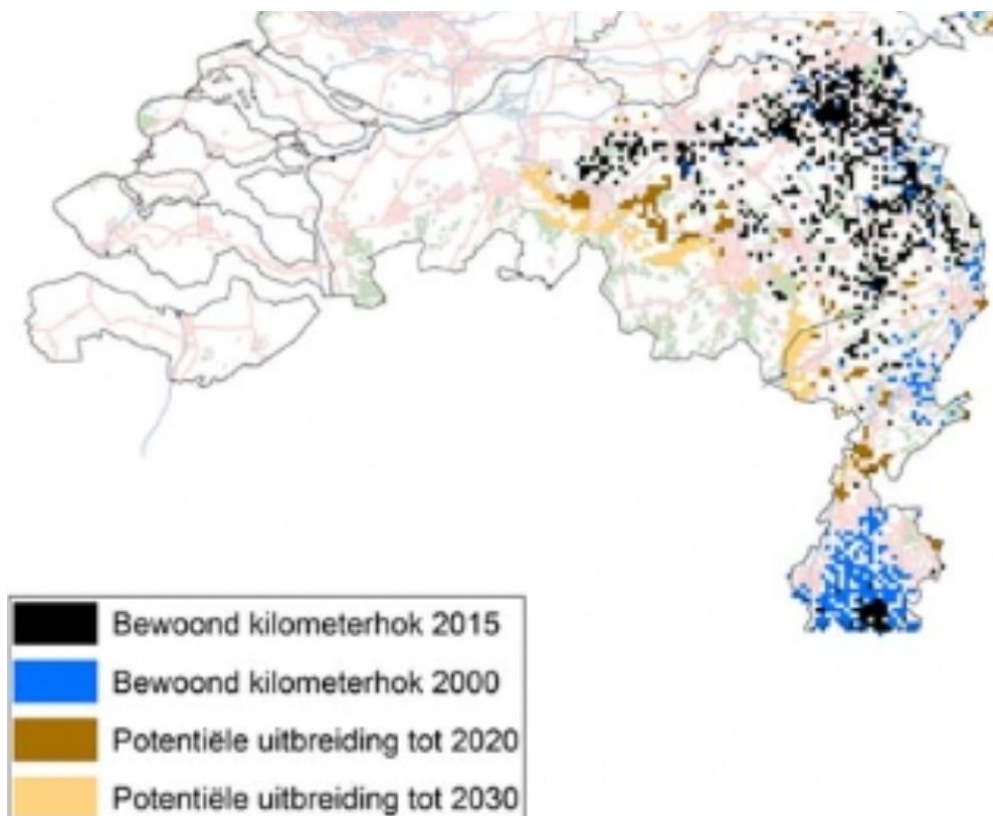 Bewoond kilometerhok 2015
Bewoond kilometerhok 2000
Potentiële uitbreiding tot 2020
Potentiële uitbreiding tot 2030